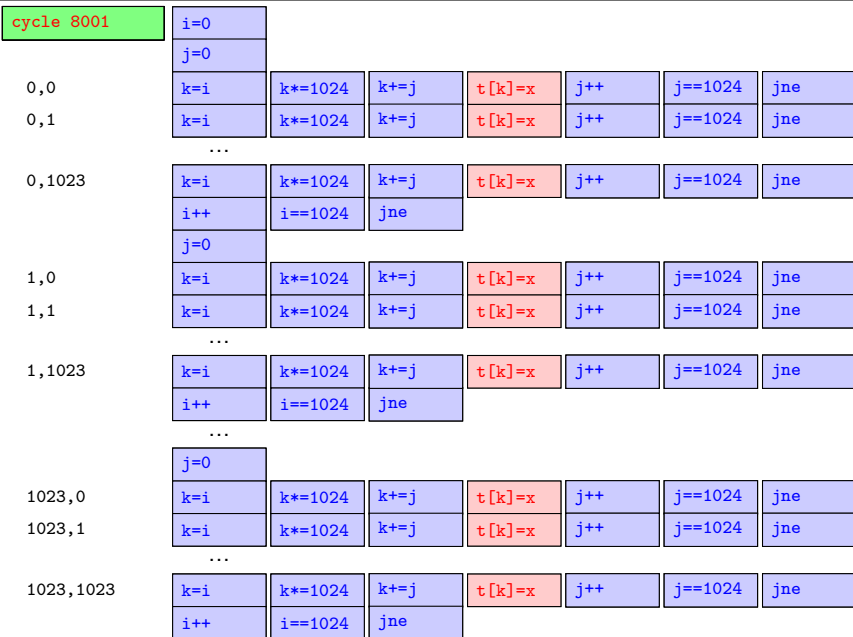 cycle 8001 i=0
j=0
0,0 k=i k*=1024 k+=j t[k]=x j++ j==1024 jne
0,1 k=i k*=1024 k+=j t[k]=x j++ j==1024 jne
...
0,1023 k=i k*=1024 k+=j t[k]=x j++ j==1024 jne
i++ i==1024 jne
j=0
1,0 k=i k*=1024 k+=j t[k]=x j++ j==1024 jne
1,1 k=i k*=1024 k+=j t[k]=x j++ j==1024 jne
...
1,1023 k=i k*=1024 k+=j t[k]=x j++ j==1024 jne
i++ i==1024 jne
...
j=0
1023,0 k=i k*=1024 k+=j t[k]=x j++ j==1024 jne
1023,1 k=i k*=1024 k+=j t[k]=x j++ j==1024 jne
...
1023,1023 k=i k*=1024 k+=j t[k]=x j++ j==1024 jne
i++ i==1024 jne